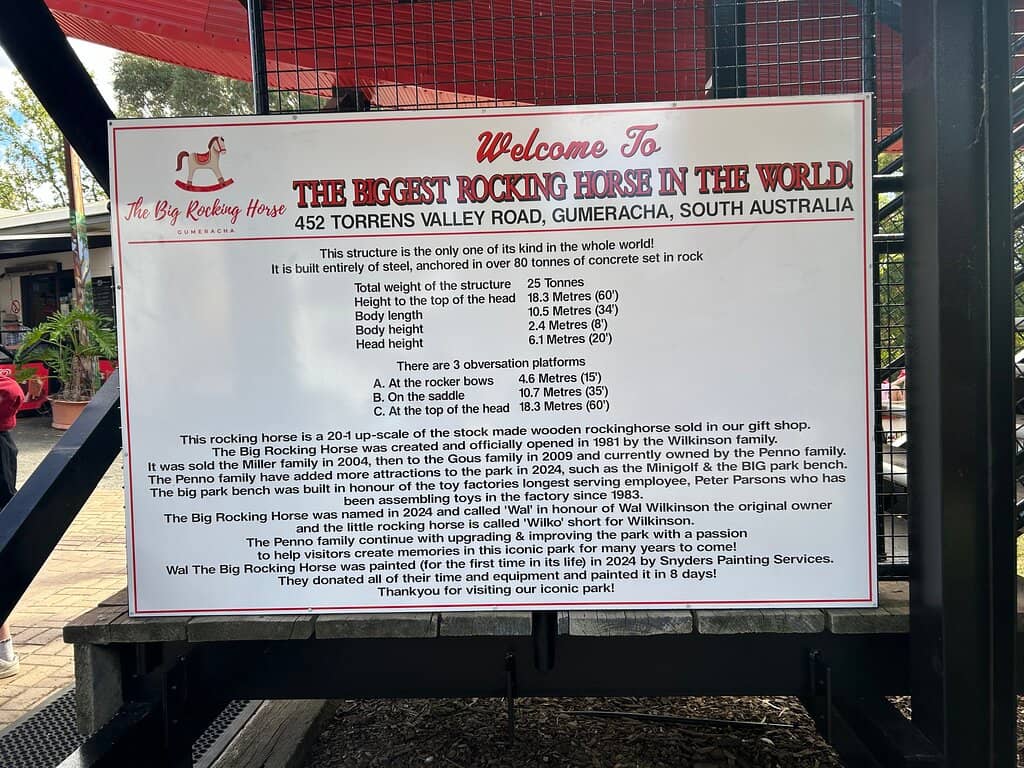 The Big Rocking Horse
GUMERACHA
Welcome To
THE BIGGEST ROCKING HORSE IN THE WORLD!
452 TORRENS VALLEY ROAD, GUMERACHA, SOUTH AUSTRALIA
This structure is the only one of its kind in the whole world!
It is built entirely of steel, anchored in over 80 tonnes of concrete set in rock
Total weight of the structure 25 Tonnes
Height to the top of the head 18.3 Metres (60')
Body length 10.5 Metres (34')
Body height 2.4 Metres (8')
Head height 6.1 Metres (20')
There are 3 obversation platforms
A. At the rocker bows 4.6 Metres (15')
B. On the saddle 10.7 Metres (35')
C. At the top of the head 18.3 Metres (60')
This rocking horse is a 20-1 up-scale of the stock made wooden rockinghorse sold in our gift shop.
The Big Rocking Horse was created and officially opened in 1981 by the Wilkinson family.
It was sold the Miller family in 2004, then to the Gous family in 2009 and currently owned by the Penno family.
The Penno family have added more attractions to the park in 2024, such as the Minigolf & the BIG park bench.
The big park bench was built in honour of the toy factories longest serving employee, Peter Parsons who has
been assembling toys in the factory since 1983.
The Big Rocking Horse was named in 2024 and called 'Wal' in honour of Wal Wilkinson the original owner
and the little rocking horse is called 'Wilko' short for Wilkinson.
The Penno family continue with upgrading & improving the park with a passion
to help visitors create memories in this iconic park for many years to come!
Wal The Big Rocking Horse was painted (for the first time in its life) in 2024 by Snyders Painting Services.
They donated all of their time and equipment and painted it in 8 days!
Thankyou for visiting our iconic park!